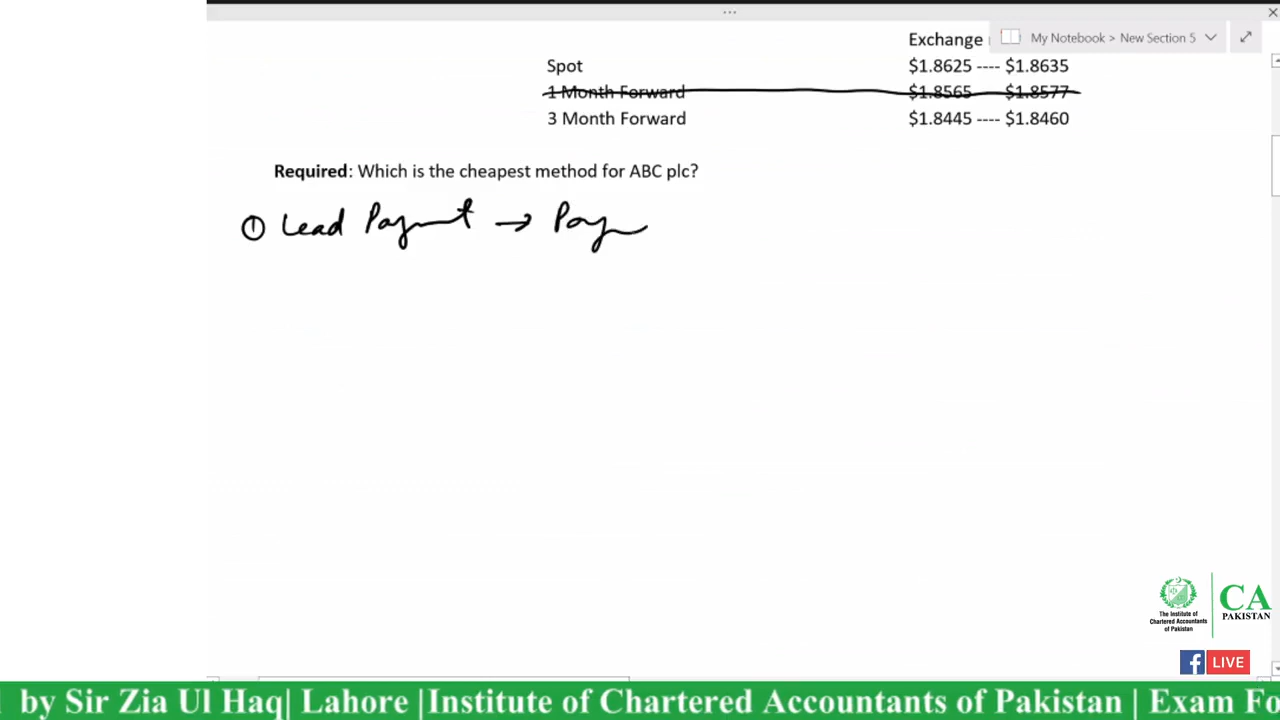 ...
Exchange
My Notebook > New Section 5
Spot $1.8625 ---- $1.8635
1 Month Forward $1.8565 ---- $1.8577
3 Month Forward $1.8445 ---- $1.8460
Required: Which is the cheapest method for ABC plc?
① Lead Paymt → Pay
The Institute of
Chartered Accountants
of Pakistan
CA
PAKISTAN
f LIVE
by Sir Zia Ul Haq| Lahore |Institute of Chartered Accountants of Pakistan | Exam Fo